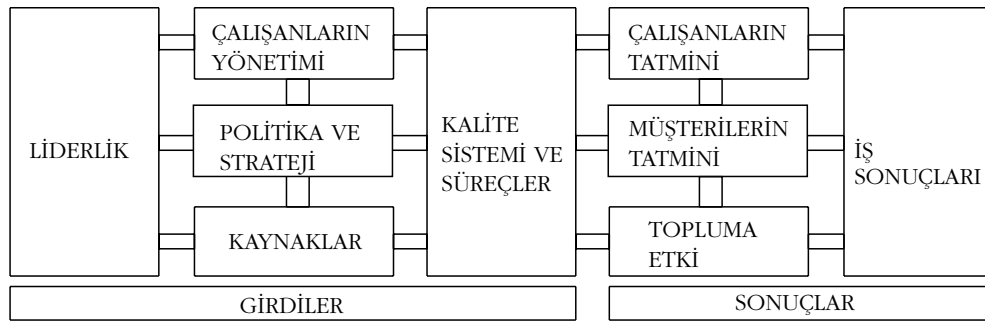 LİDERLİK
ÇALIŞANLARIN
YÖNETİMİ
POLİTİKA VE
STRATEJİ
KAYNAKLAR
KALİTE
SİSTEMİ VE
SÜREÇLER
ÇALIŞANLARIN
TATMİNİ
MÜŞTERİLERİN
TATMİNİ
TOPLUMA
ETKİ
İŞ
SONUÇLARI
GİRDİLER
SONUÇLAR